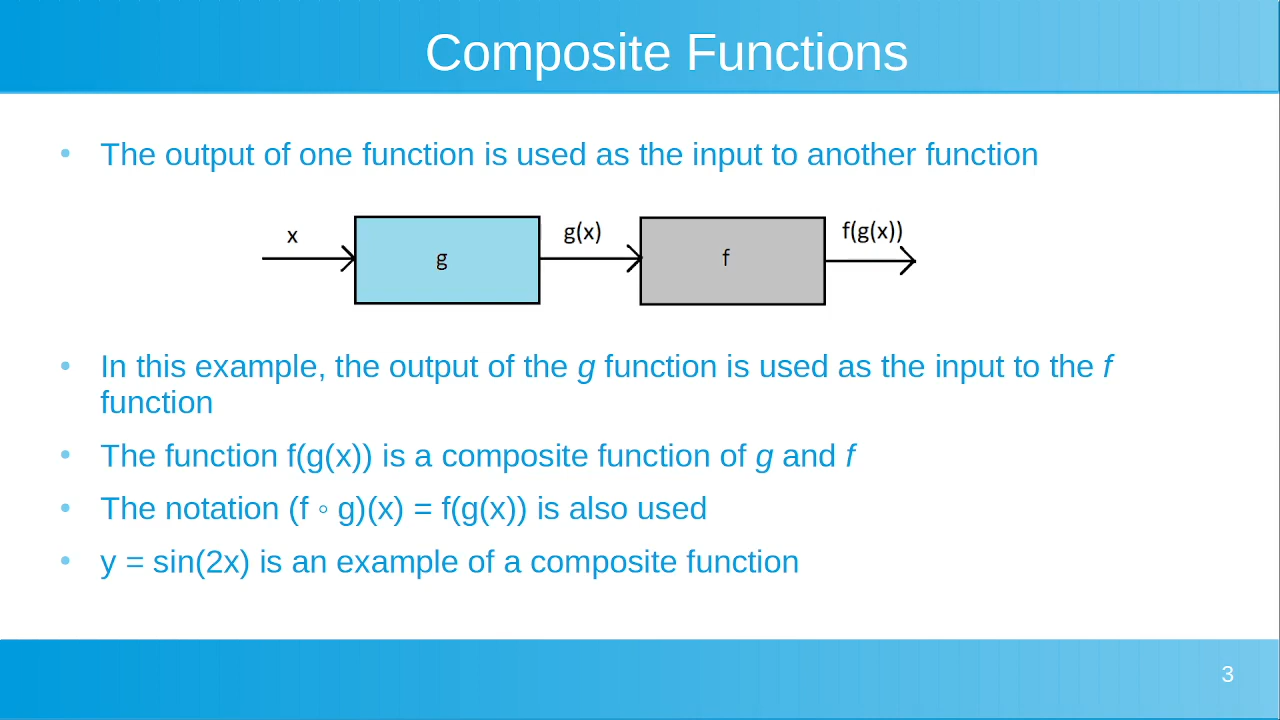 Composite Functions
• The output of one function is used as the input to another function
x
g
g(x)
f
f(g(x))
• In this example, the output of the g function is used as the input to the f
function
• The function f(g(x)) is a composite function of g and f
• The notation (f ◦ g)(x) = f(g(x)) is also used
• y = sin(2x) is an example of a composite function
3